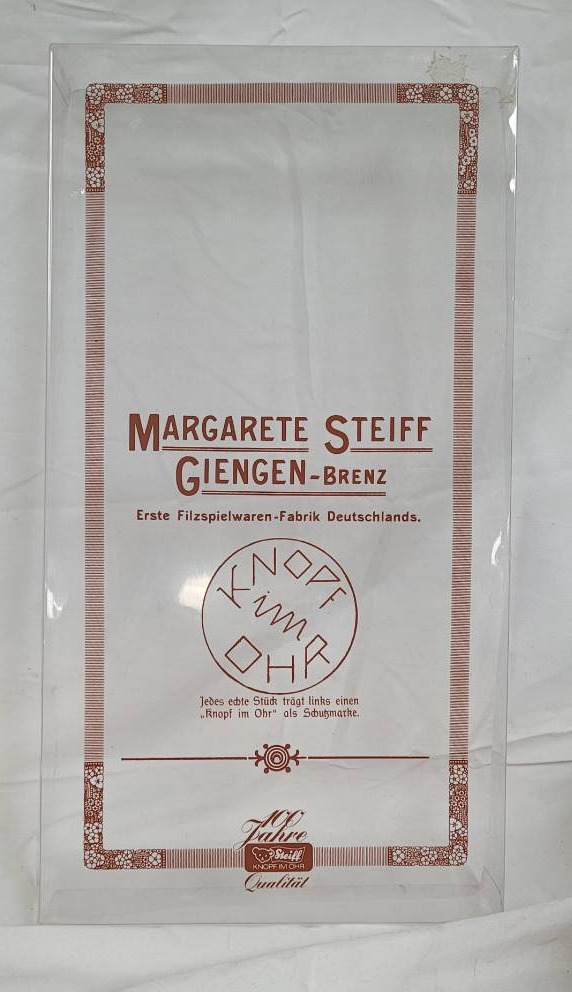 MARGARETE STEIFF
GIENGEN-BRENZ
Erste Filzspielwaren-Fabrik Deutschlands.
KNOPF
im
OHR
Jedes echte Stück trägt links einen
„Knopf im Ohr“ als Schutzmarke.
100
Jahre
Steiff
KNOPF IM OHR
Qualität